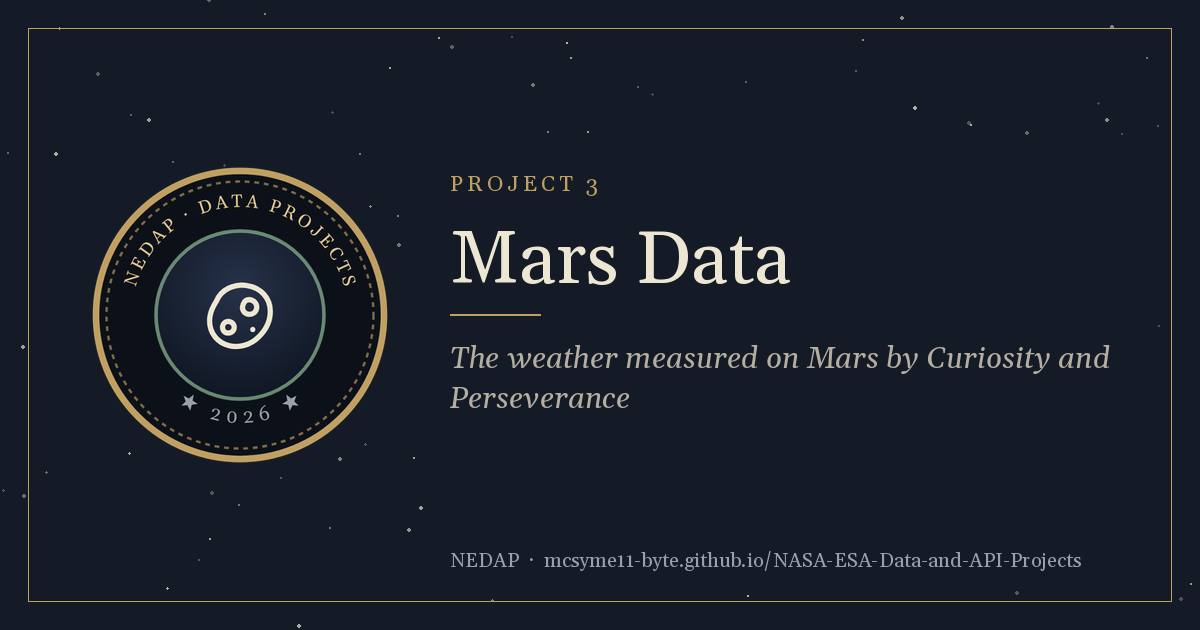 NEDAP · DATA PROJECTS
★ 2026 ★
PROJECT 3
Mars Data
The weather measured on Mars by Curiosity and
Perseverance
NEDAP · mcsyme11-byte.github.io/NASA-ESA-Data-and-API-Projects